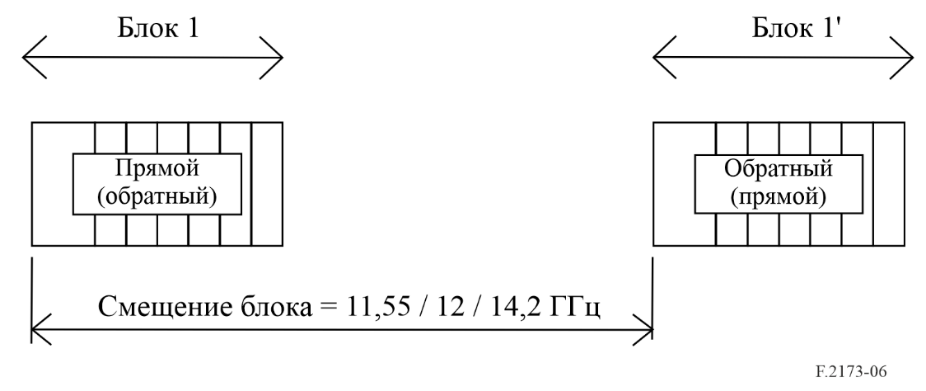 Блок 1
Блок 1'
Прямой
(обратный)
Обратный
(прямой)
Смещение блока = 11,55 / 12 / 14,2 ГГц
F.2173-06